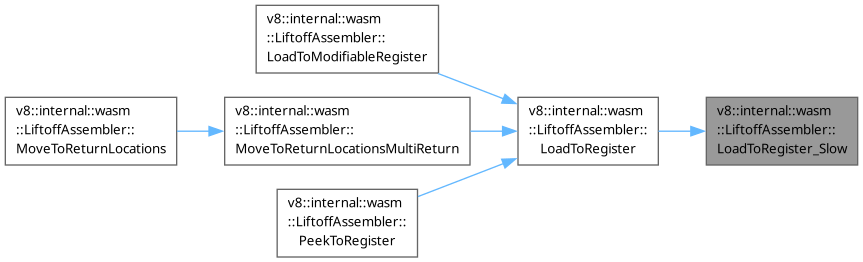 v8::internal::wasm
::LiftoffAssembler::
LoadToModifiableRegister
v8::internal::wasm
::LiftoffAssembler::
MoveToReturnLocations
v8::internal::wasm
::LiftoffAssembler::
MoveToReturnLocationsMultiReturn
v8::internal::wasm
::LiftoffAssembler::
LoadToRegister
v8::internal::wasm
::LiftoffAssembler::
LoadToRegister_Slow
v8::internal::wasm
::LiftoffAssembler::
PeekToRegister